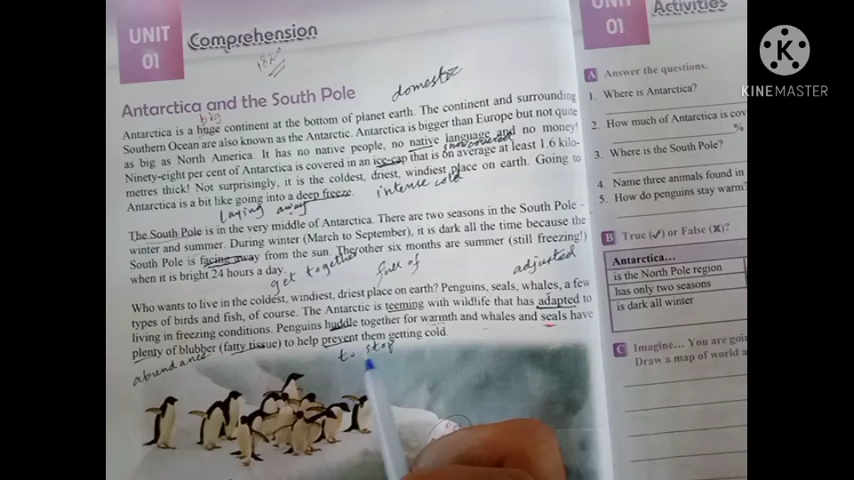 UNIT
01
Comprehension
1820
Antarctica and the South Pole
domestic
big
Antarctica is a huge continent at the bottom of planet earth. The continent and surrounding
Southern Ocean are also known as the Antarctic. Antarctica is bigger than Europe but not quite
as big as North America. It has no native people, no native language and no money!
snowcovered
Ninety-eight per cent of Antarctica is covered in an ice-cap that is on average at least 1.6 kilo-
metres thick! Not surprisingly, it is the coldest, driest, windiest place on earth. Going to
Antarctica is a bit like going into a deep freeze.
intense cold
laying away
The South Pole is in the very middle of Antarctica. There are two seasons in the South Pole -
winter and summer. During winter (March to September), it is dark all the time because the
South Pole is facing away from the sun. The other six months are summer (still freezing!)
when it is bright 24 hours a day.
get together
full of
adjusted
Who wants to live in the coldest, windiest, driest place on earth? Penguins, seals, whales, a few
types of birds and fish, of course. The Antarctic is teeming with wildlife that has adapted to
living in freezing conditions. Penguins huddle together for warmth and whales and seals have
plenty of blubber (fatty tissue) to help prevent them getting cold.
abundance
to stop
UNIT
01
Activities
A Answer the questions.
1. Where is Antarctica?
2. How much of Antarctica is cov
%
3. Where is the South Pole?
4. Name three animals found in
5. How do penguins stay warm?
B True (✓) or False (✗)?
Antarctica...
is the North Pole region
has only two seasons
is dark all winter
C Imagine... You are goi
Draw a map of world a
KINEMASTER